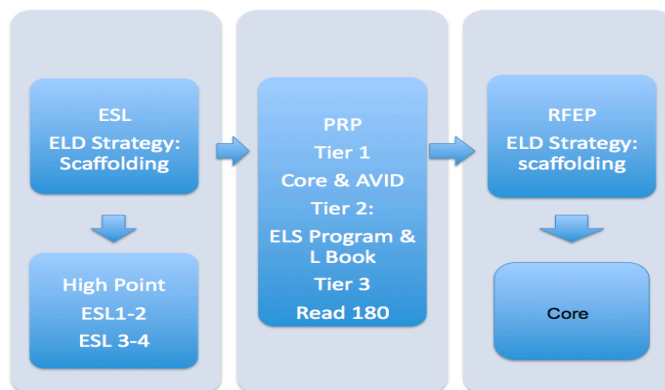 ESL
ELD Strategy:
Scaffolding
High Point
ESL1-2
ESL 3-4
PRP
Tier 1
Core & AVID
Tier 2:
ELS Program &
L Book
Tier 3
Read 180
RFEP
ELD Strategy:
scaffolding
Core